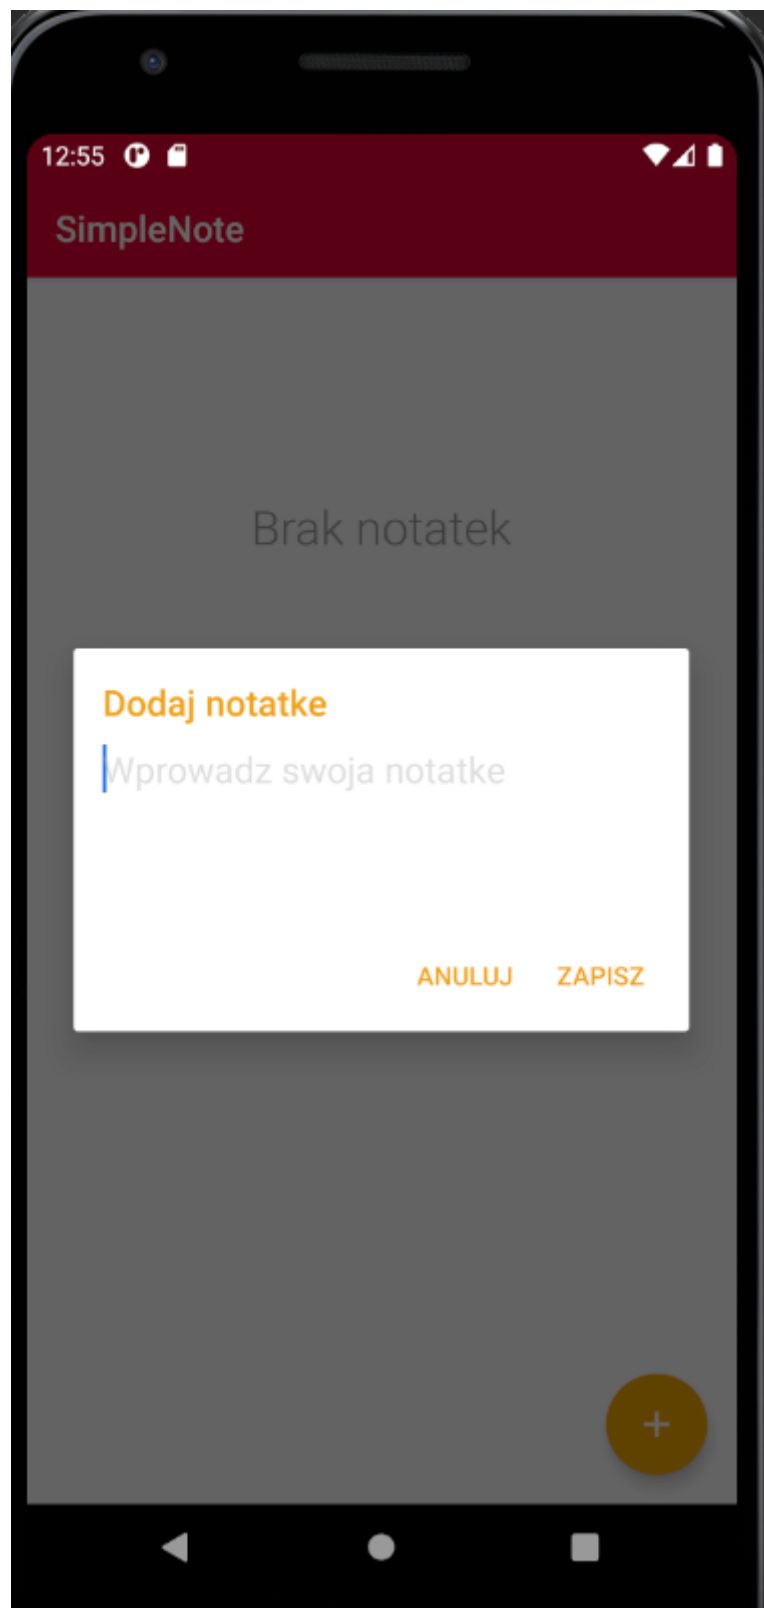 12:55
SimpleNote
Brak notatek
Dodaj notatke
Wprowadz swoja notatke
ANULUJ ZAPISZ